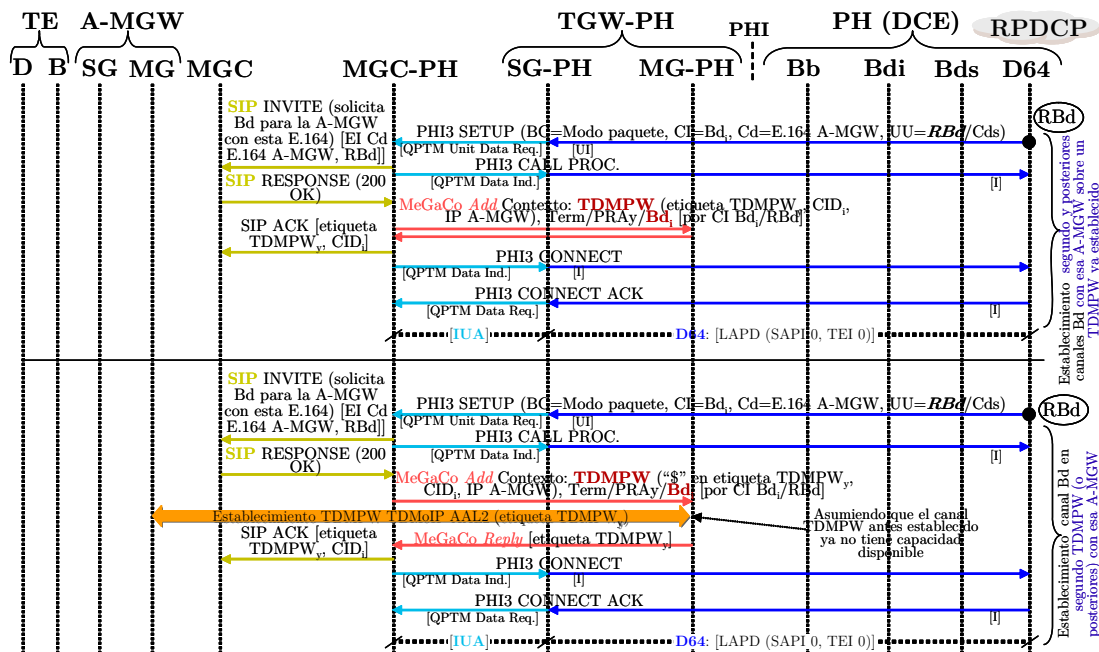 TE A-MGW TGW-PH PHI PH (DCE) RPDCP
D B SG MG MGC MGC-PH SG-PH MG-PH Bb Bdi Bds D64
RBd
SIP INVITE (solicita
Bd para la A-MGW
con esta E.164) [EI Cd
E.164 A-MGW, RBd]]
PHI3 SETUP (BC=Modo paquete, CI=Bdi, Cd=E.164 A-MGW, UU=RBd/Cds)
[QPTM Unit Data Req.] [UI]
PHI3 CALL PROC.
[QPTM Data Ind.] [I]
SIP RESPONSE (200
OK)
MeGaCo Add Contexto: TDMPW (etiqueta TDMPWy, CIDi,
IP A-MGW), Term/PRAy/Bdi [por CI Bdi/RBd]
SIP ACK [etiqueta
TDMPWy, CIDi]
PHI3 CONNECT
[QPTM Data Ind.] [I]
PHI3 CONNECT ACK
[QPTM Data Req.] [I]
[IUA] D64: [LAPD (SAPI 0, TEI 0)]
Establecimiento segundo y posteriores
canales Bd con esa A-MGW sobre un
TDMPW ya establecido
RBd
SIP INVITE (solicita
Bd para la A-MGW
con esta E.164) [EI Cd
E.164 A-MGW, RBd]]
PHI3 SETUP (BC=Modo paquete, CI=Bdi, Cd=E.164 A-MGW, UU=RBd/Cds)
[QPTM Unit Data Req.] [UI]
PHI3 CALL PROC.
[QPTM Data Ind.] [I]
SIP RESPONSE (200
OK)
MeGaCo Add Contexto: TDMPW (“$” en etiqueta TDMPWy,
CIDi, IP A-MGW), Term/PRAy/Bdi [por CI Bdi/RBd]
Establecimiento TDMPW TDMoIP AAL2 (etiqueta TDMPWy)
Asumiendo que el canal
TDMPW antes establecido
ya no tiene capacidad
disponible
SIP ACK [etiqueta
TDMPWy, CIDi]
MeGaCo Reply [etiqueta TDMPWy]
PHI3 CONNECT
[QPTM Data Ind.] [I]
PHI3 CONNECT ACK
[QPTM Data Req.] [I]
[IUA] D64: [LAPD (SAPI 0, TEI 0)]
Establecimiento canal Bd en
segundo TDMPW (o
posteriores) con esa A-MGW